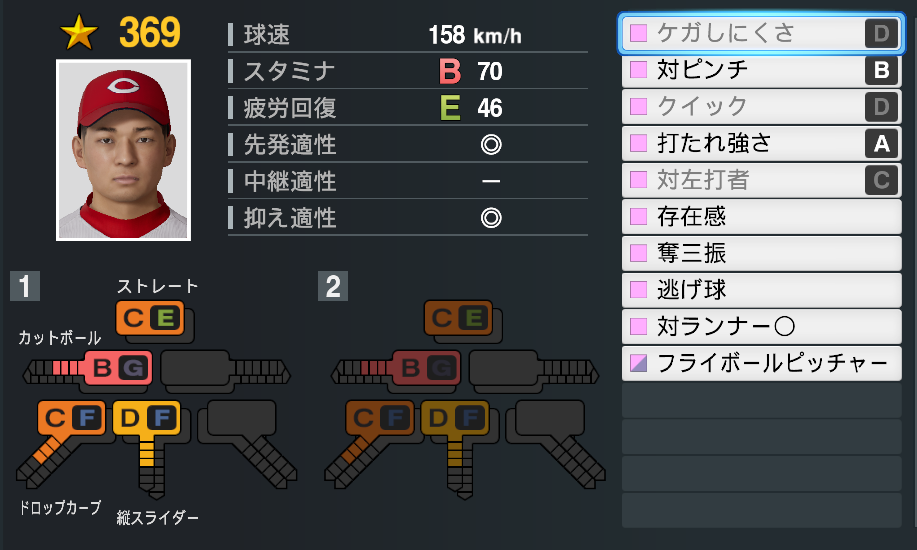 369
球速 158 km/h
スタミナ B 70
疲労回復 E 46
先発適性 ◎
中継適性 ー
抑え適性 ◎
C
ケガしにくさ D
対ピンチ B
クイック D
打たれ強さ A
対左打者 C
存在感
奪三振
逃げ球
対ランナー○
フライボールピッチャー
1
ストレート
C E
カットボール
B G
C F
D F
ドロップカーブ
縦スライダー
2
C E
B G
C F
D F